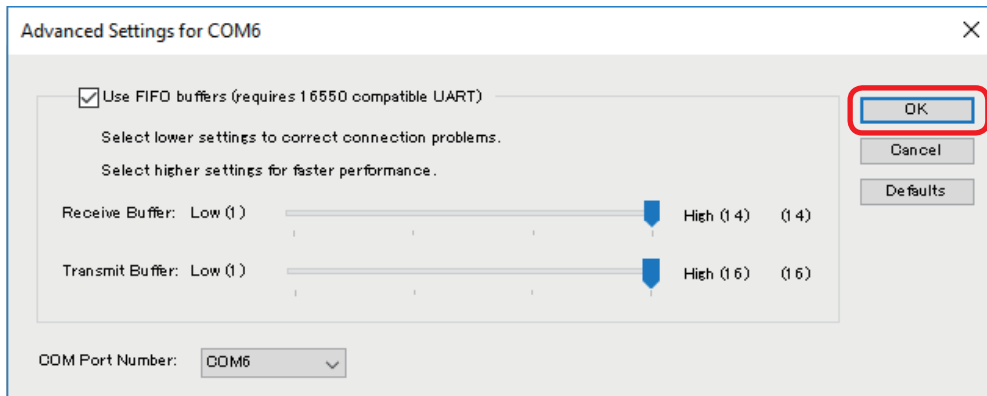 Advanced Settings for COM6
Use FIFO buffers (requires 16550 compatible UART)
Select lower settings to correct connection problems.
Select higher settings for faster performance.
Receive Buffer: Low (1) High (14) (14)
Transmit Buffer: Low (1) High (16) (16)
COM Port Number: COM6
OK
Cancel
Defaults